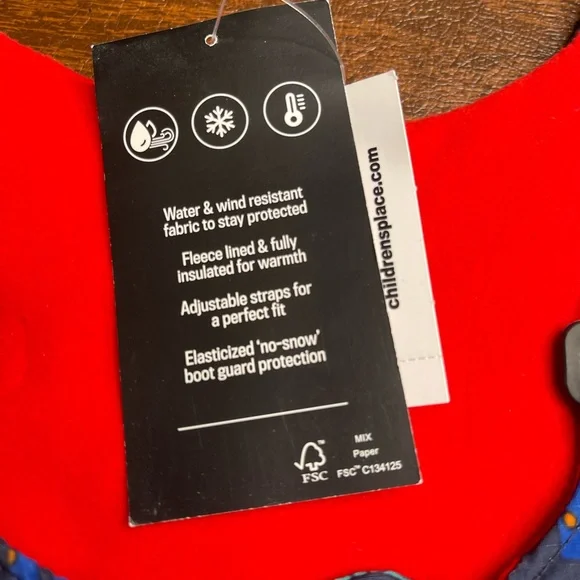 Water & wind resistant
fabric to stay protected
Fleece lined & fully
insulated for warmth
Adjustable straps for
a perfect fit
Elasticized 'no-snow'
boot guard protection
FSC
MIX
Paper
FSC™ C134125
childrensplace.com